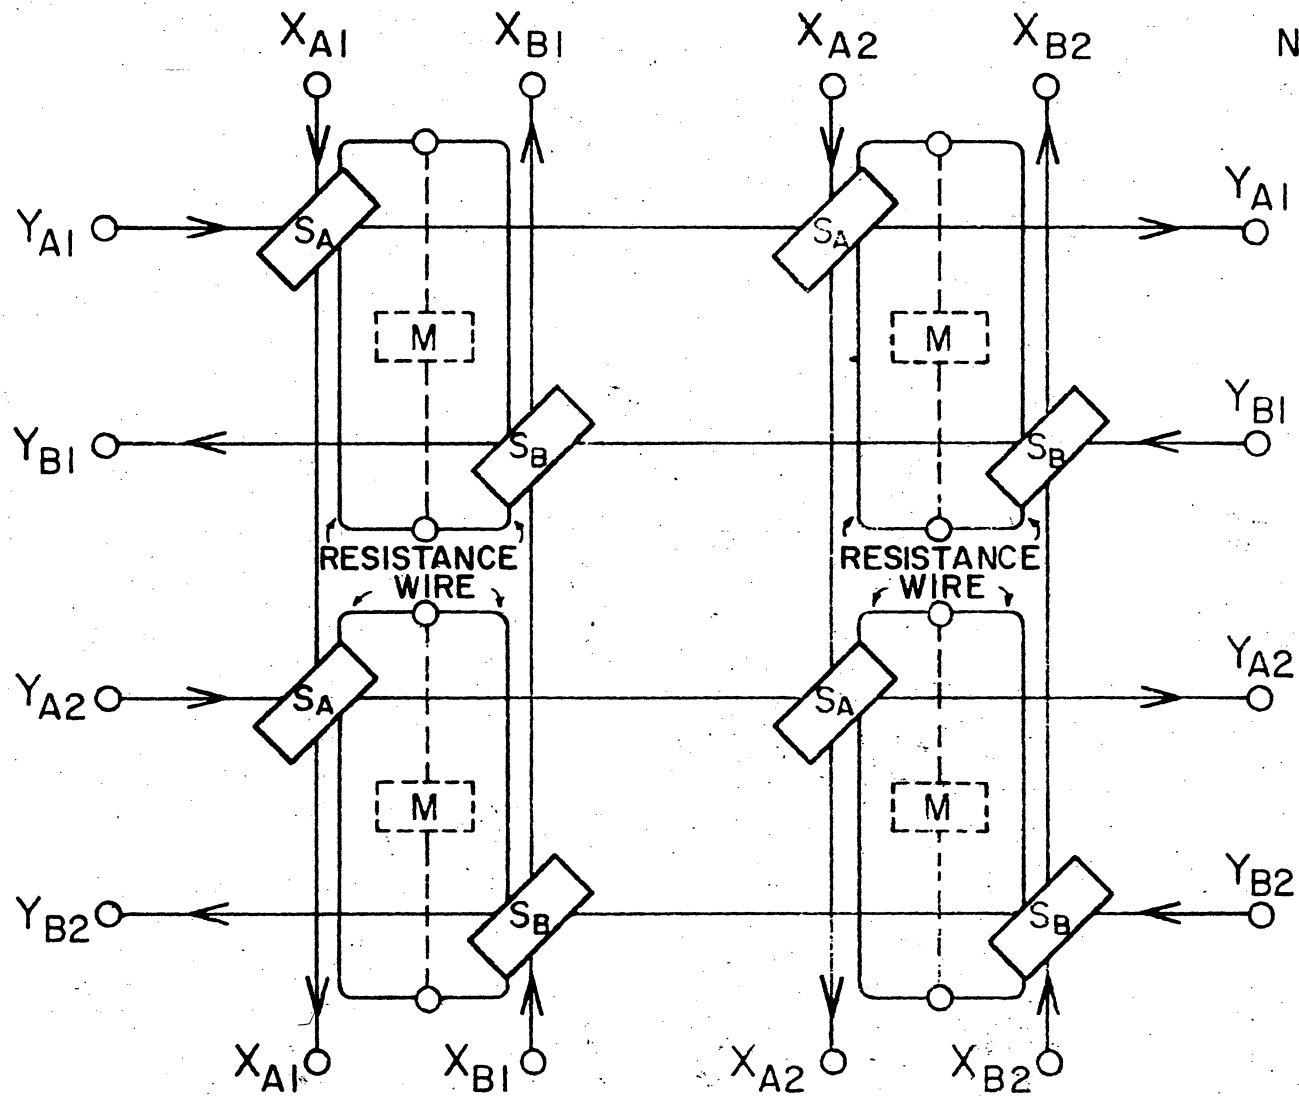 XA1 XB1 XA2 XB2 N
YA1 SA SA YA1
M M
YB1 SB SB YB1
RESISTANCE WIRE RESISTANCE WIRE
YA2 SA SA YA2
M M
YB2 SB SB YB2
XA1 XB1 XA2 XB2